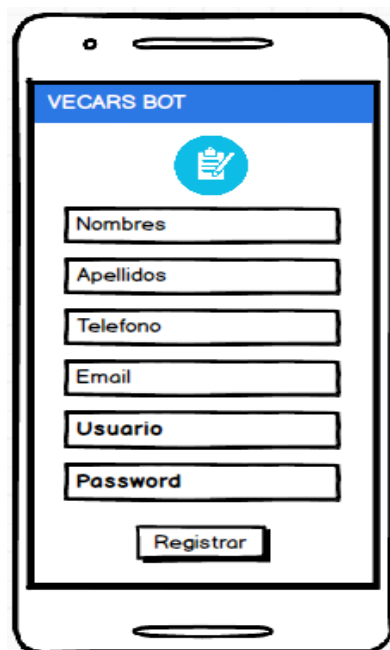 VECARS BOT
Nombres
Apellidos
Telefono
Email
Usuario
Password
Registrar